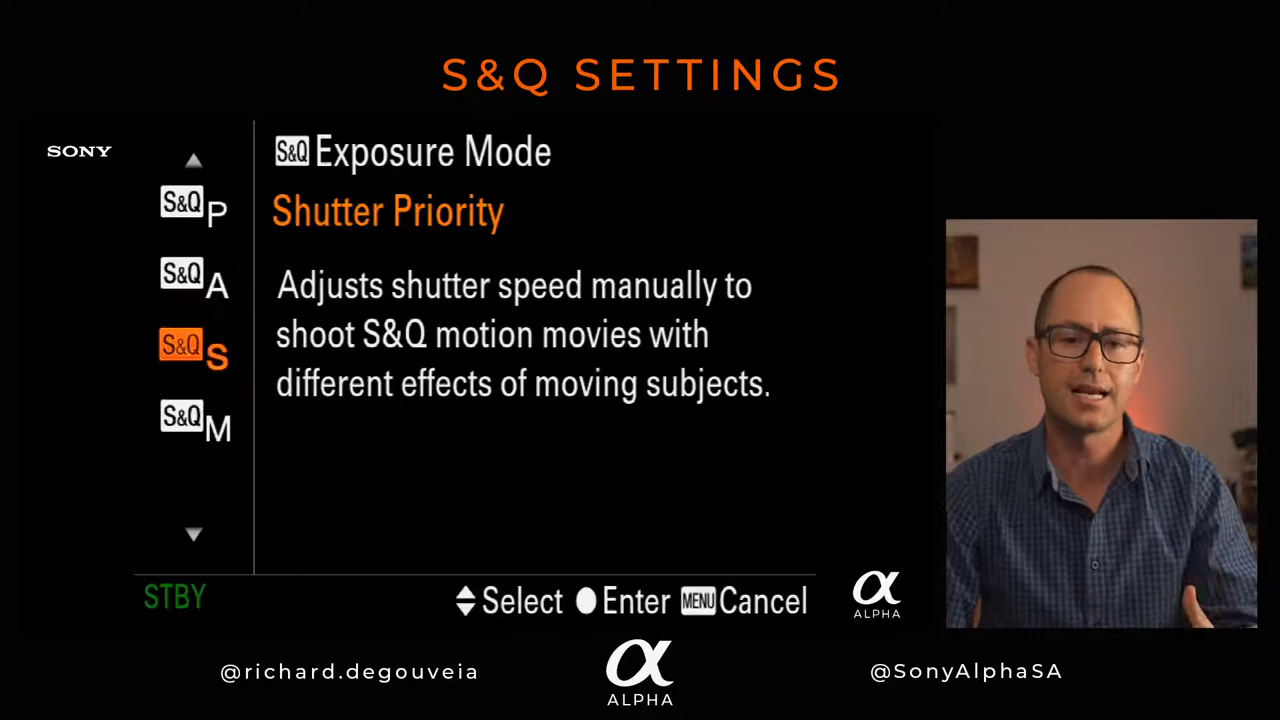 S&Q SETTINGS
SONY
S&Q Exposure Mode
Shutter Priority
Adjusts shutter speed manually to
shoot S&Q motion movies with
different effects of moving subjects.
S&Q P
S&Q A
S&Q S
S&Q M
STBY
Select Enter MENU Cancel
α
ALPHA
@richard.degouveia
α
ALPHA
@SonyAlphaSA